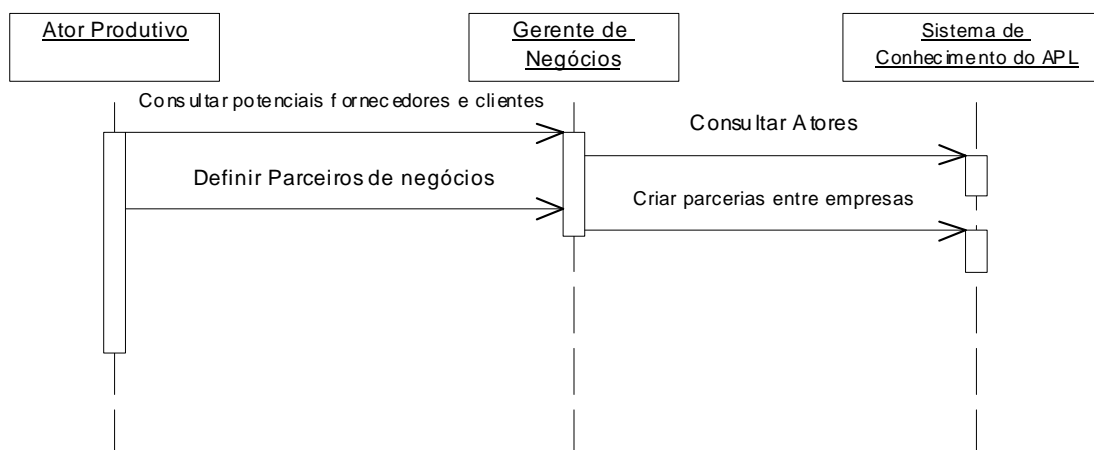 Ator Produtivo
Gerente de
Negócios
Sistema de
Conhecimento do APL
Consultar potenciais fornecedores e clientes
Consultar Atores
Definir Parceiros de negócios
Criar parcerias entre empresas